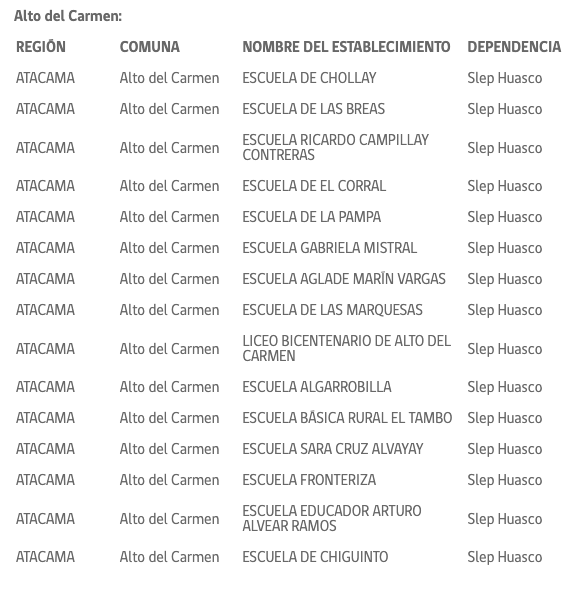 Alto del Carmen:
REGIÓN COMUNA NOMBRE DEL ESTABLECIMIENTO DEPENDENCIA
ATACAMA Alto del Carmen ESCUELA DE CHOLLAY Slep Huasco
ATACAMA Alto del Carmen ESCUELA DE LAS BREAS Slep Huasco
ATACAMA Alto del Carmen ESCUELA RICARDO CAMPILLAY
CONTRERAS Slep Huasco
ATACAMA Alto del Carmen ESCUELA DE EL CORRAL Slep Huasco
ATACAMA Alto del Carmen ESCUELA DE LA PAMPA Slep Huasco
ATACAMA Alto del Carmen ESCUELA GABRIELA MISTRAL Slep Huasco
ATACAMA Alto del Carmen ESCUELA AGLADE MARÍN VARGAS Slep Huasco
ATACAMA Alto del Carmen ESCUELA DE LAS MARQUESAS Slep Huasco
ATACAMA Alto del Carmen LICEO BICENTENARIO DE ALTO DEL
CARMEN Slep Huasco
ATACAMA Alto del Carmen ESCUELA ALGARROBILLA Slep Huasco
ATACAMA Alto del Carmen ESCUELA BÁSICA RURAL EL TAMBO Slep Huasco
ATACAMA Alto del Carmen ESCUELA SARA CRUZ ALVAYAY Slep Huasco
ATACAMA Alto del Carmen ESCUELA FRONTERIZA Slep Huasco
ATACAMA Alto del Carmen ESCUELA EDUCADOR ARTURO
ALVEAR RAMOS Slep Huasco
ATACAMA Alto del Carmen ESCUELA DE CHIGUINTO Slep Huasco